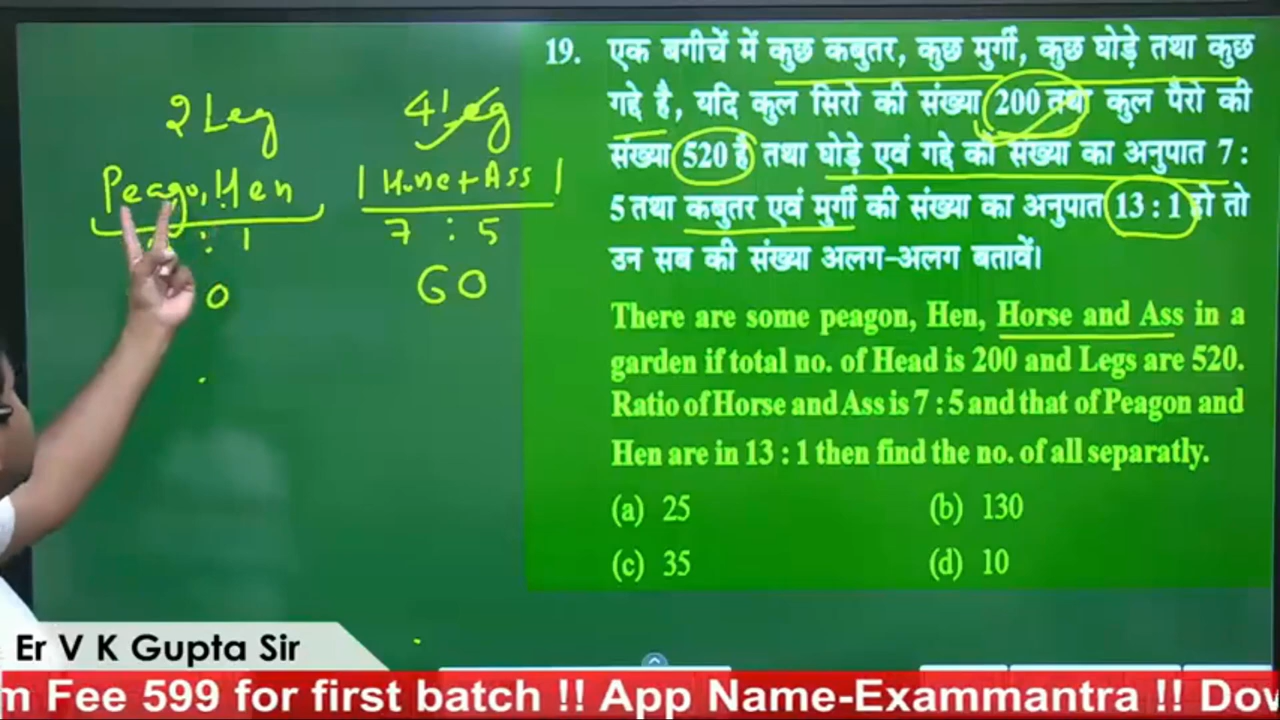 2 Leg
4 Leg
Peago, Hen
Horse + Ass
: 1
7 : 5
0
60
19. एक बगीचें में कुछ कबुतर, कुछ मुर्गी, कुछ घोड़े तथा कुछ
गद्दे है, यदि कुल सिरो की संख्या 200 तथा कुल पैरो की
संख्या 520 है तथा घोड़े एवं गद्दे की संख्या का अनुपात 7 :
5 तथा कबुतर एवं मुर्गी की संख्या का अनुपात 13 : 1 हो तो
उन सब की संख्या अलग-अलग बतावें।
There are some peagon, Hen, Horse and Ass in a
garden if total no. of Head is 200 and Legs are 520.
Ratio of Horse and Ass is 7 : 5 and that of Peagon and
Hen are in 13 : 1 then find the no. of all separatly.
(a) 25 (b) 130
(c) 35 (d) 10
Er V K Gupta Sir
m Fee 599 for first batch !! App Name-Exammantra !! Dow